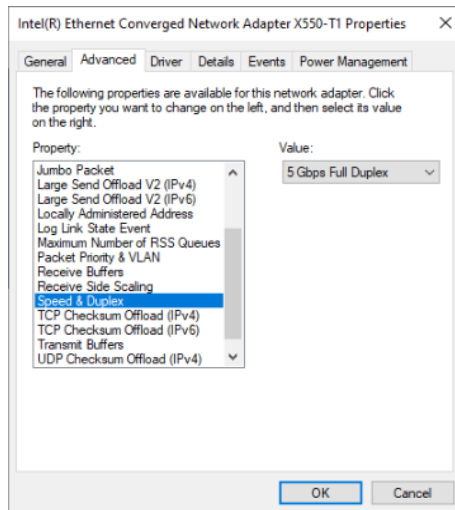 Intel(R) Ethernet Converged Network Adapter X550-T1 Properties
General Advanced Driver Details Events Power Management
The following properties are available for this network adapter. Click
the property you want to change on the left, and then select its value
on the right.
Property:
Value:
Jumbo Packet
Large Send Offload V2 (IPv4)
Large Send Offload V2 (IPv6)
Locally Administered Address
Log Link State Event
Maximum Number of RSS Queues
Packet Priority & VLAN
Receive Buffers
Receive Side Scaling
Speed & Duplex
TCP Checksum Offload (IPv4)
TCP Checksum Offload (IPv6)
Transmit Buffers
UDP Checksum Offload (IPv4)
5 Gbps Full Duplex
OK
Cancel